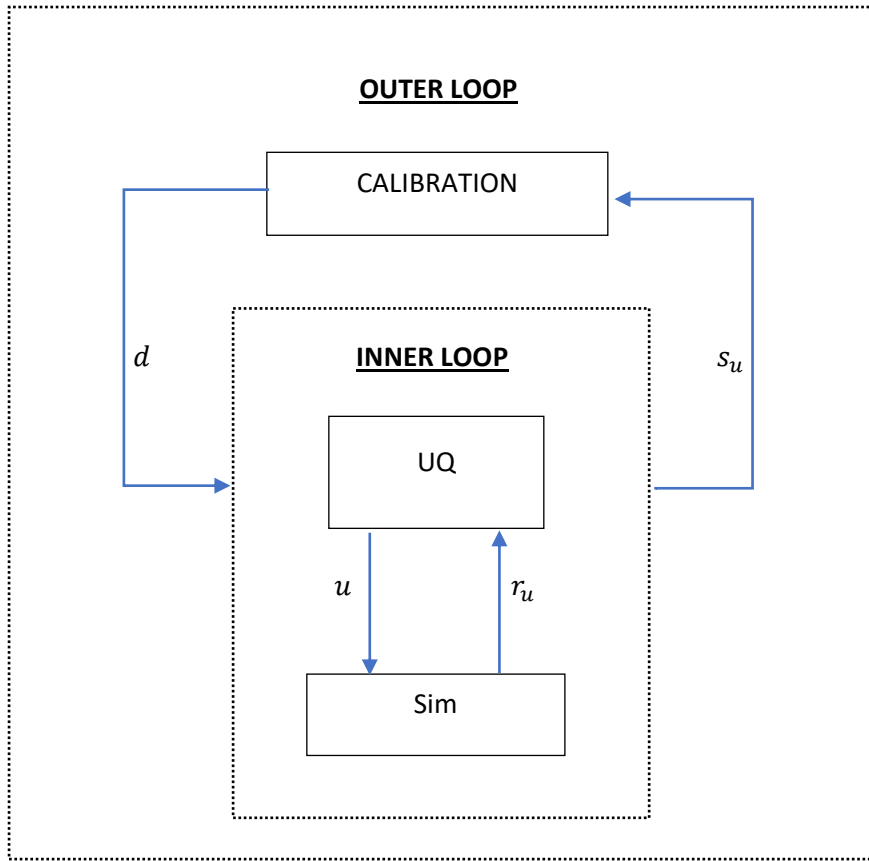 OUTER LOOP
CALIBRATION
d
INNER LOOP
s_u
UQ
u
r_u
Sim